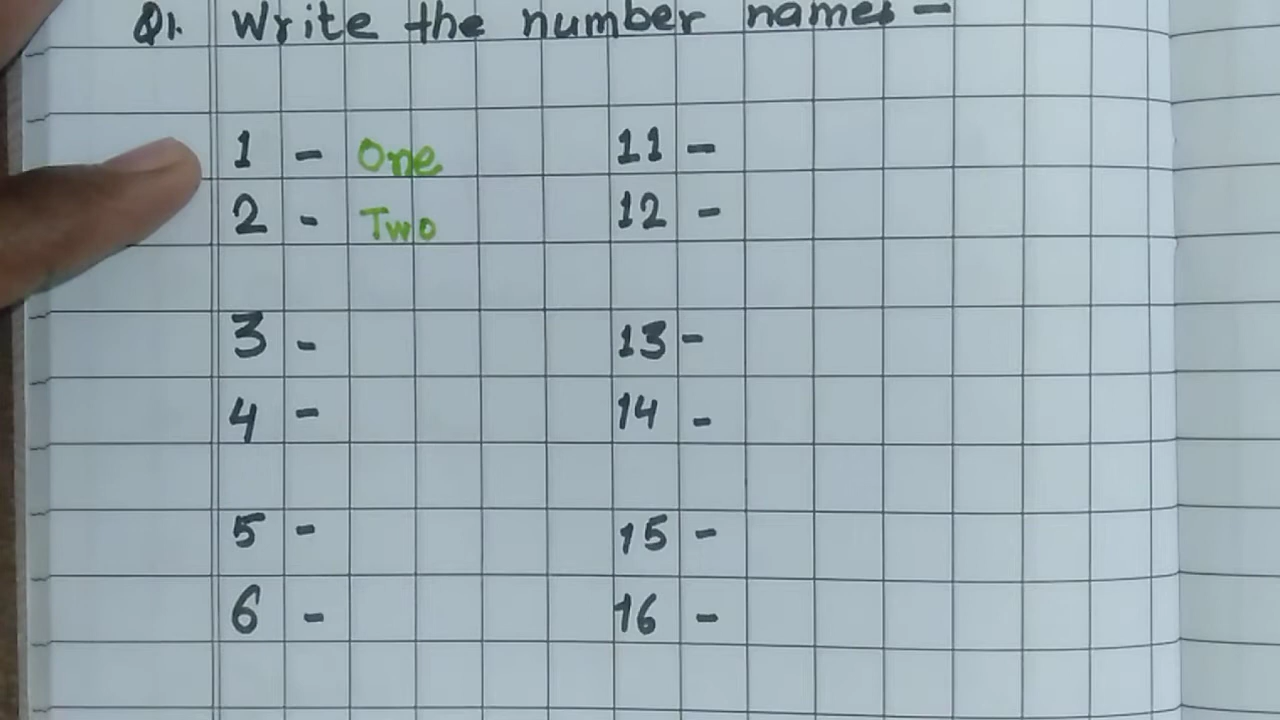 Q1. Write the number names -
1 - One 11 -
2 - Two 12 -
3 - 13 -
4 - 14 -
5 - 15 -
6 - 16 -